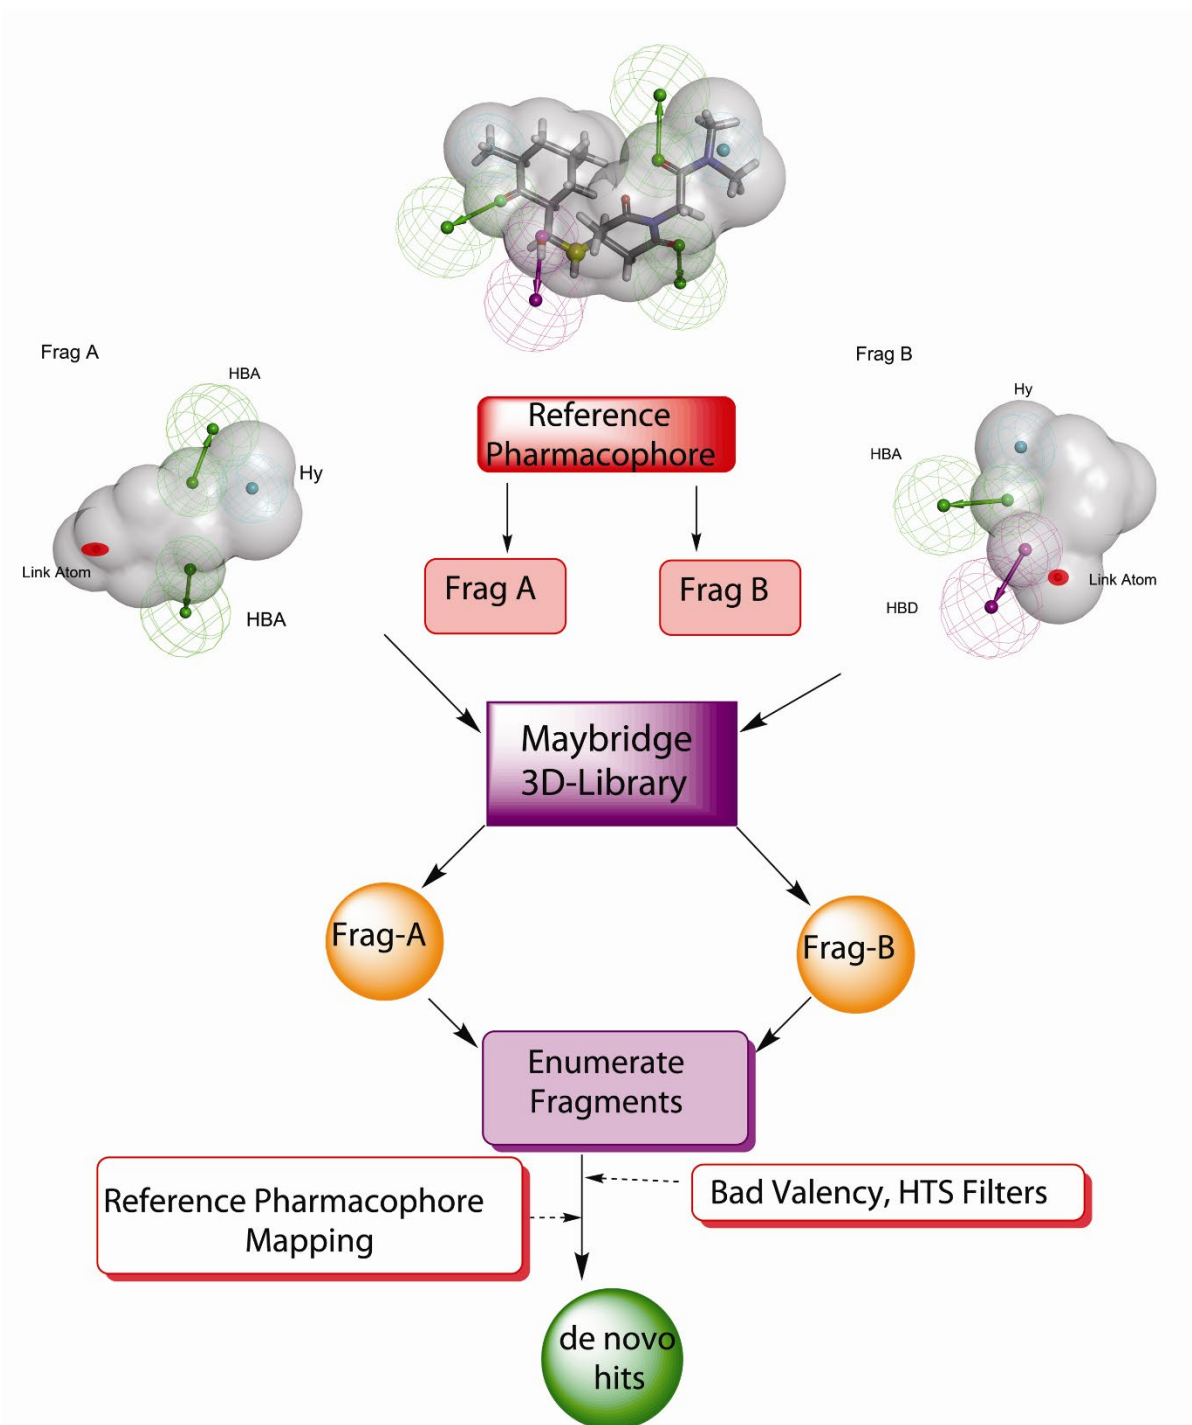 Frag A
HBA
Hy
Link Atom
HBA
Frag B
Hy
HBA
Link Atom
HBD
Reference
Pharmacophore
Frag A
Frag B
Maybridge
3D-Library
Frag-A
Frag-B
Enumerate
Fragments
Reference Pharmacophore
Mapping
Bad Valency, HTS Filters
de novo
hits